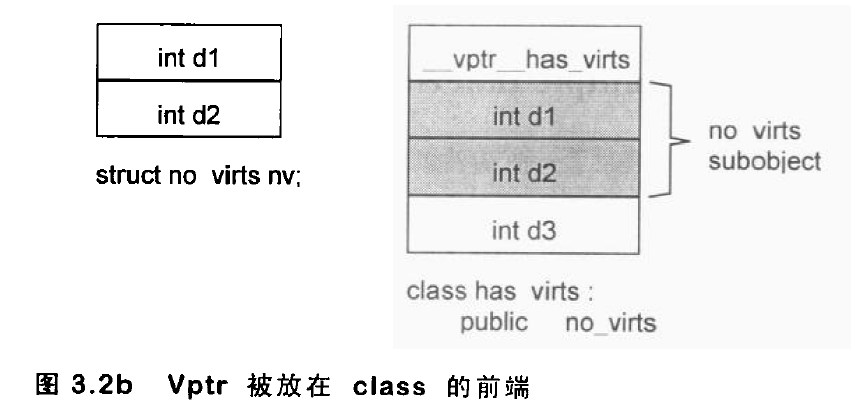 int d1
int d2
struct no virts nv;
__vptr__has_virts
int d1
int d2
int d3
no virts
subobject
class has virts :
public no_virts
图 3.2b Vptr 被放在 class 的前端